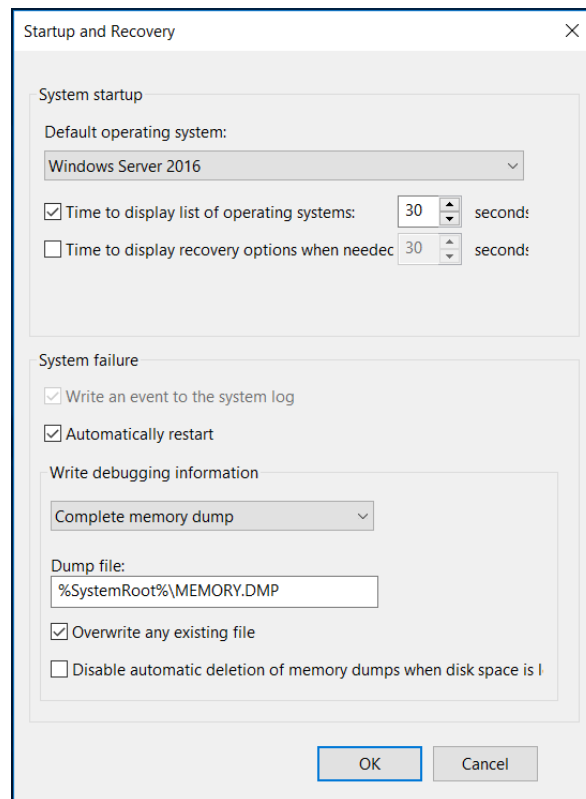 Startup and Recovery
System startup
Default operating system:
Windows Server 2016
Time to display list of operating systems: 30 seconds
Time to display recovery options when needed 30 seconds
System failure
Write an event to the system log
Automatically restart
Write debugging information
Complete memory dump
Dump file:
%SystemRoot%\MEMORY.DMP
Overwrite any existing file
Disable automatic deletion of memory dumps when disk space is
OK Cancel